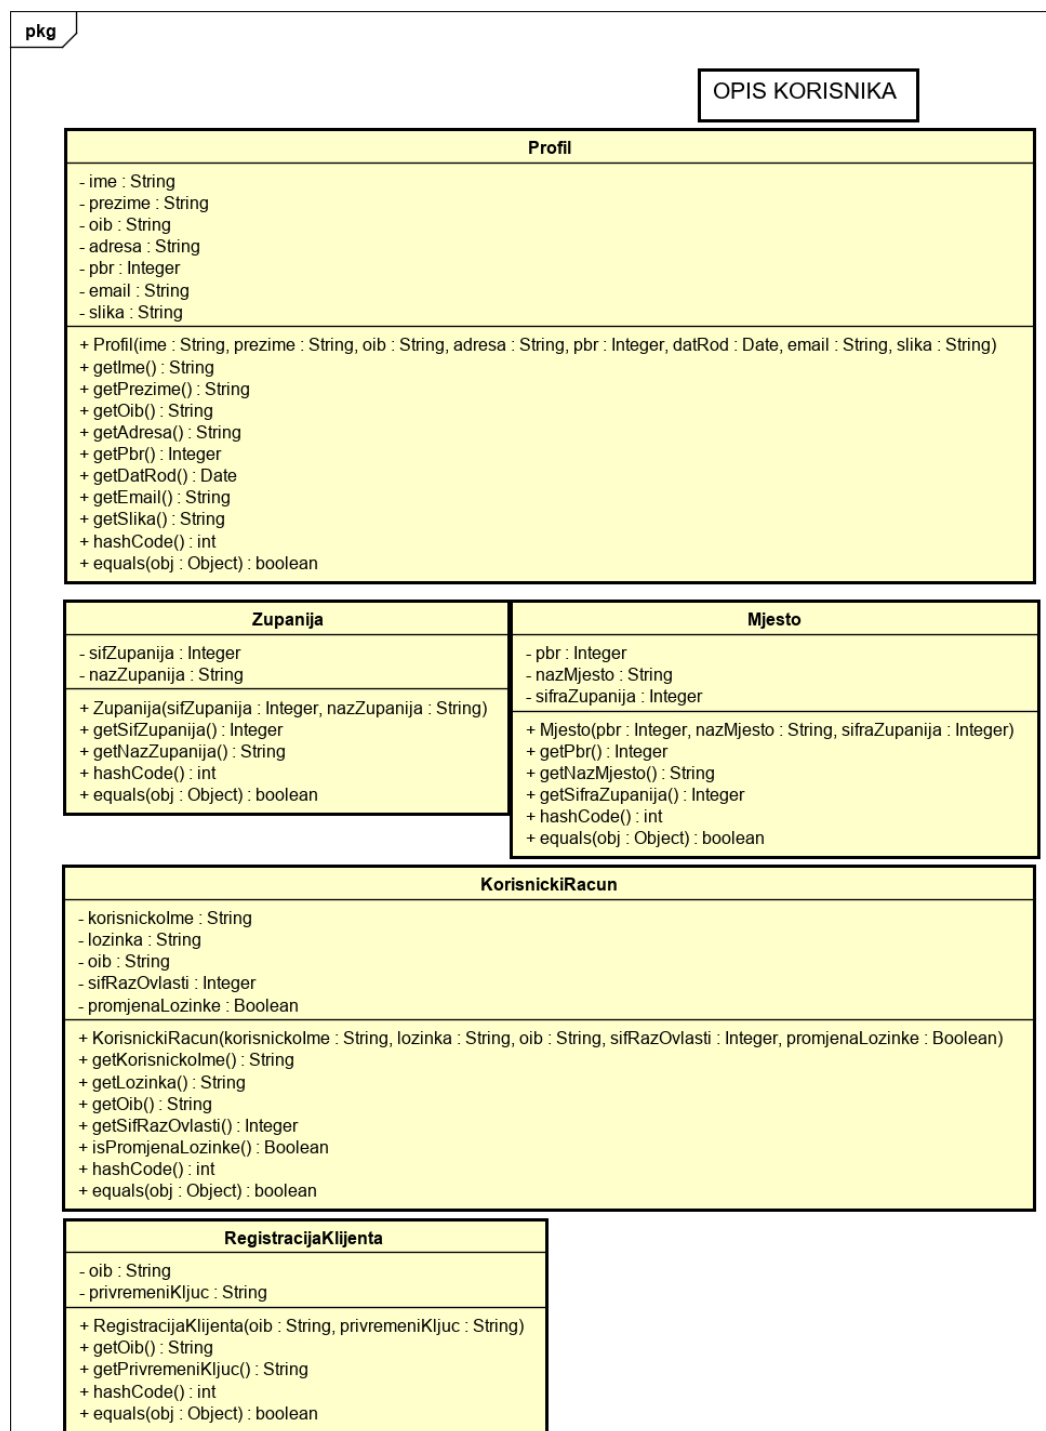 pkg
OPIS KORISNIKA
Profil
- ime : String
- prezime : String
- oib : String
- adresa : String
- pbr : Integer
- email : String
- slika : String
+ Profil(ime : String, prezime : String, oib : String, adresa : String, pbr : Integer, datRod : Date, email : String, slika : String)
+ getIme() : String
+ getPrezime() : String
+ getOib() : String
+ getAdresa() : String
+ getPbr() : Integer
+ getDatRod() : Date
+ getEmail() : String
+ getSlika() : String
+ hashCode() : int
+ equals(obj : Object) : boolean
Zupanija
- sifZupanija : Integer
- nazZupanija : String
+ Zupanija(sifZupanija : Integer, nazZupanija : String)
+ getSifZupanija() : Integer
+ getNazZupanija() : String
+ hashCode() : int
+ equals(obj : Object) : boolean
Mjesto
- pbr : Integer
- nazMjesto : String
- sifraZupanija : Integer
+ Mjesto(pbr : Integer, nazMjesto : String, sifraZupanija : Integer)
+ getPbr() : Integer
+ getNazMjesto() : String
+ getSifraZupanija() : Integer
+ hashCode() : int
+ equals(obj : Object) : boolean
KorisnickiRacun
- korisnickoIme : String
- lozinka : String
- oib : String
- sifRazOvlasti : Integer
- promjenaLozinke : Boolean
+ KorisnickiRacun(korisnickoIme : String, lozinka : String, oib : String, sifRazOvlasti : Integer, promjenaLozinke : Boolean)
+ getKorisnickoIme() : String
+ getLozinka() : String
+ getOib() : String
+ getSifRazOvlasti() : Integer
+ isPromjenaLozinke() : Boolean
+ hashCode() : int
+ equals(obj : Object) : boolean
RegistracijaKlijenta
- oib : String
- privremeniKljuc : String
+ RegistracijaKlijenta(oib : String, privremeniKljuc : String)
+ getOib() : String
+ getPrivremeniKljuc() : String
+ hashCode() : int
+ equals(obj : Object) : boolean